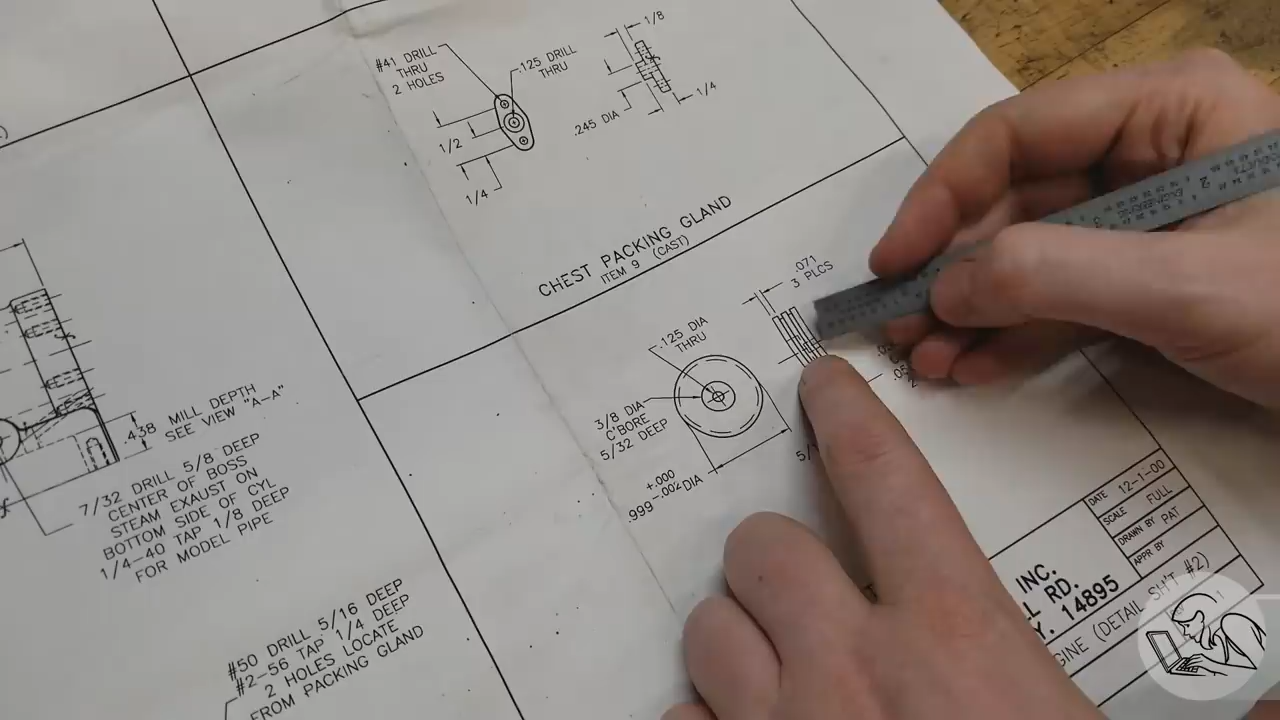 #41 DRILL
THRU
2 HOLES
.125 DRILL
THRU
1/8
1/2
1/4
.245 DIA
1/4
CHEST PACKING GLAND
ITEM 9 (CAST)
.071
3 PLCS
.125 DIA
THRU
3/8 DIA
C'BORE
5/32 DEEP
+.000
.999 -.002 DIA
.438 MILL DEPTH
SEE VIEW "A-A"
7/32 DRILL 5/8 DEEP
CENTER OF BOSS
STEAM EXAUST ON
BOTTOM SIDE OF CYL
1/4-40 TAP 1/8 DEEP
FOR MODEL PIPE
#50 DRILL 5/16 DEEP
#2-56 TAP 1/4 DEEP
2 HOLES LOCATE
FROM PACKING GLAND
DATE 12-1-00
SCALE FULL
DRAWN BY PAT
APPR BY
INC.
RD.
14895
(DETAIL SH'T #2)